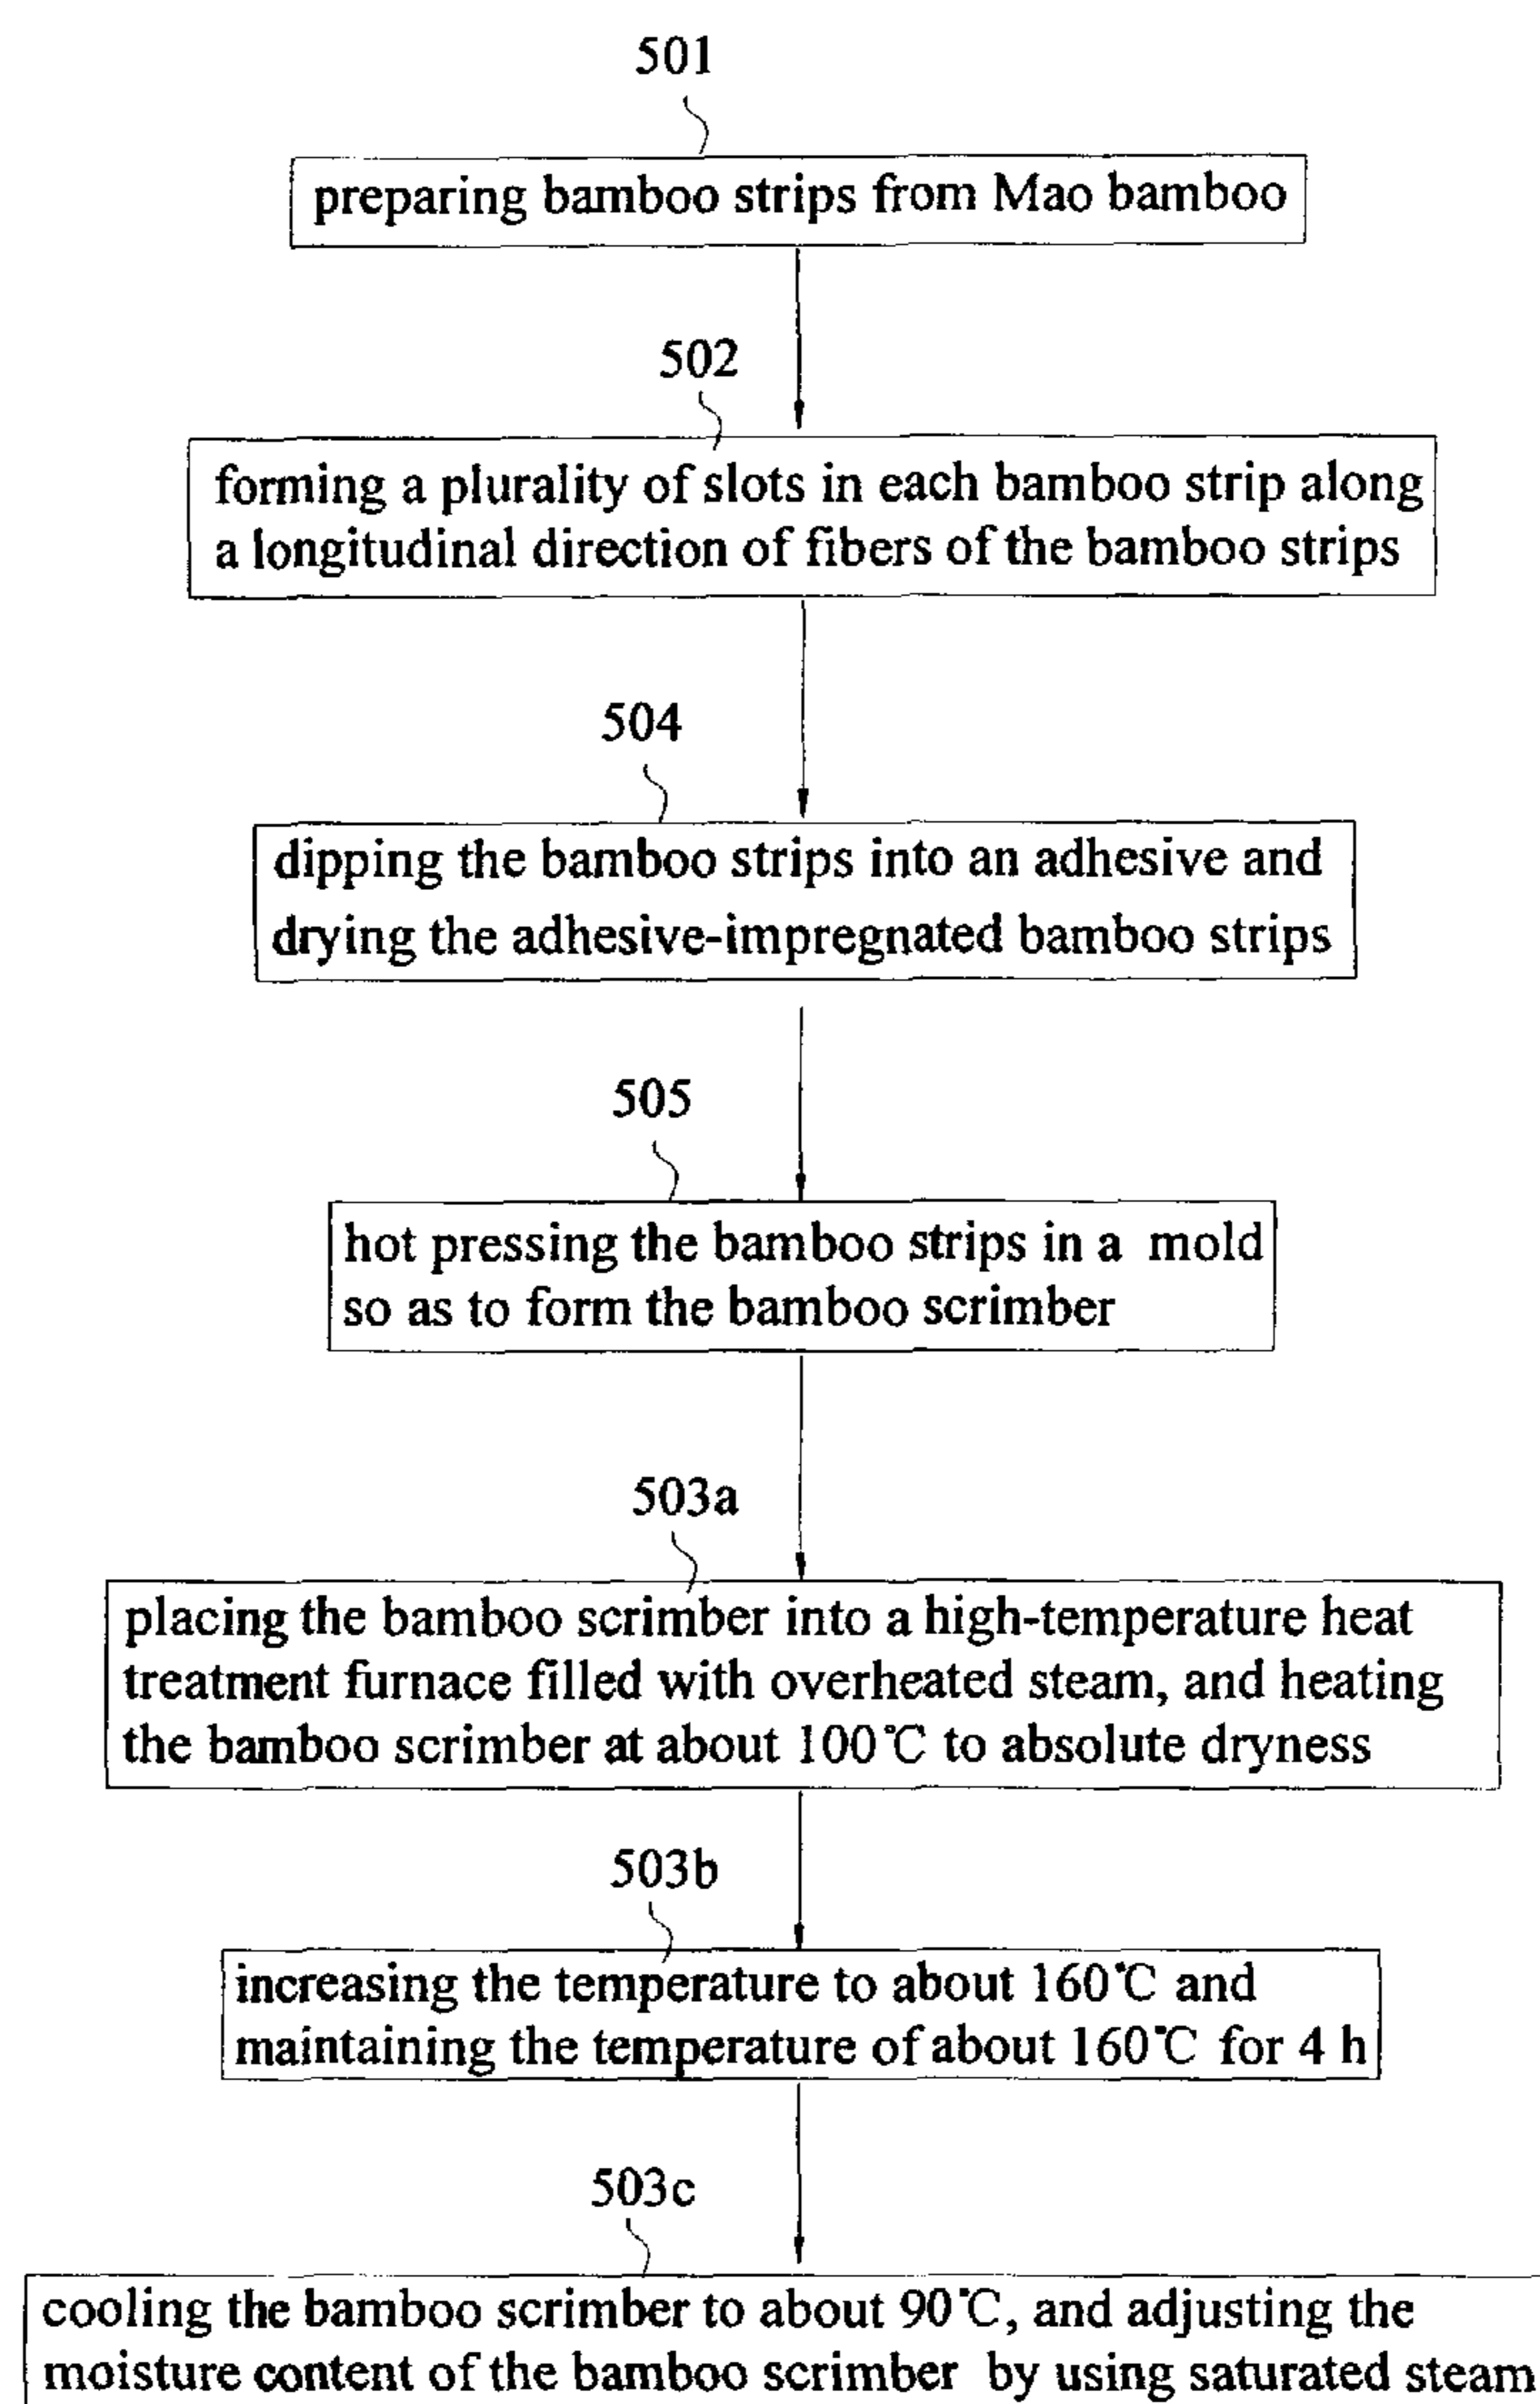 501
preparing bamboo strips from Mao bamboo
502
forming a plurality of slots in each bamboo strip along
a longitudinal direction of fibers of the bamboo strips
504
dipping the bamboo strips into an adhesive and
drying the adhesive-impregnated bamboo strips
505
hot pressing the bamboo strips in a mold
so as to form the bamboo scrimber
503a
placing the bamboo scrimber into a high-temperature heat
treatment furnace filled with overheated steam, and heating
the bamboo scrimber at about 100℃ to absolute dryness
503b
increasing the temperature to about 160℃ and
maintaining the temperature of about 160℃ for 4 h
503c
cooling the bamboo scrimber to about 90℃, and adjusting the
moisture content of the bamboo scrimber by using saturated steam